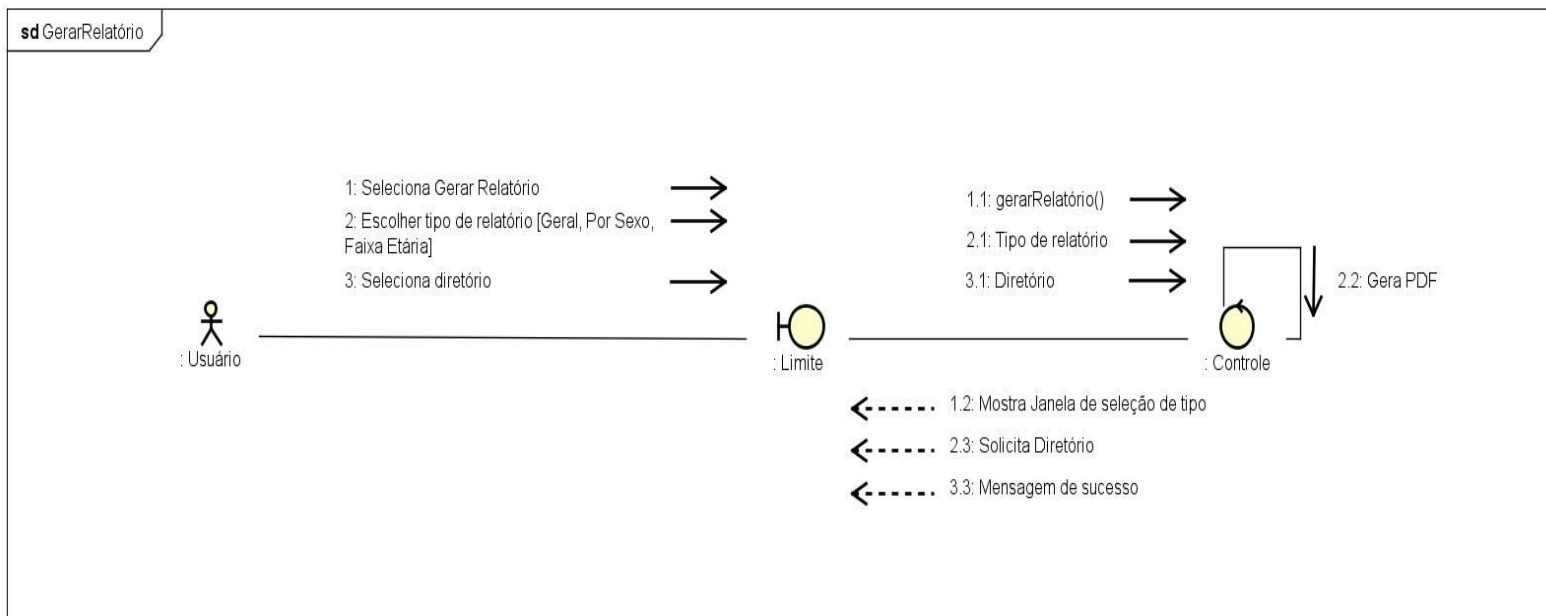 sd GerarRelatório
1: Seleciona Gerar Relatório
2: Escolher tipo de relatório [Geral, Por Sexo,
Faixa Etária]
3: Seleciona diretório
1.1: gerarRelatório()
2.1: Tipo de relatório
3.1: Diretório
2.2: Gera PDF
: Usuário
: Limite
: Controle
1.2: Mostra Janela de seleção de tipo
2.3: Solicita Diretório
3.3: Mensagem de sucesso